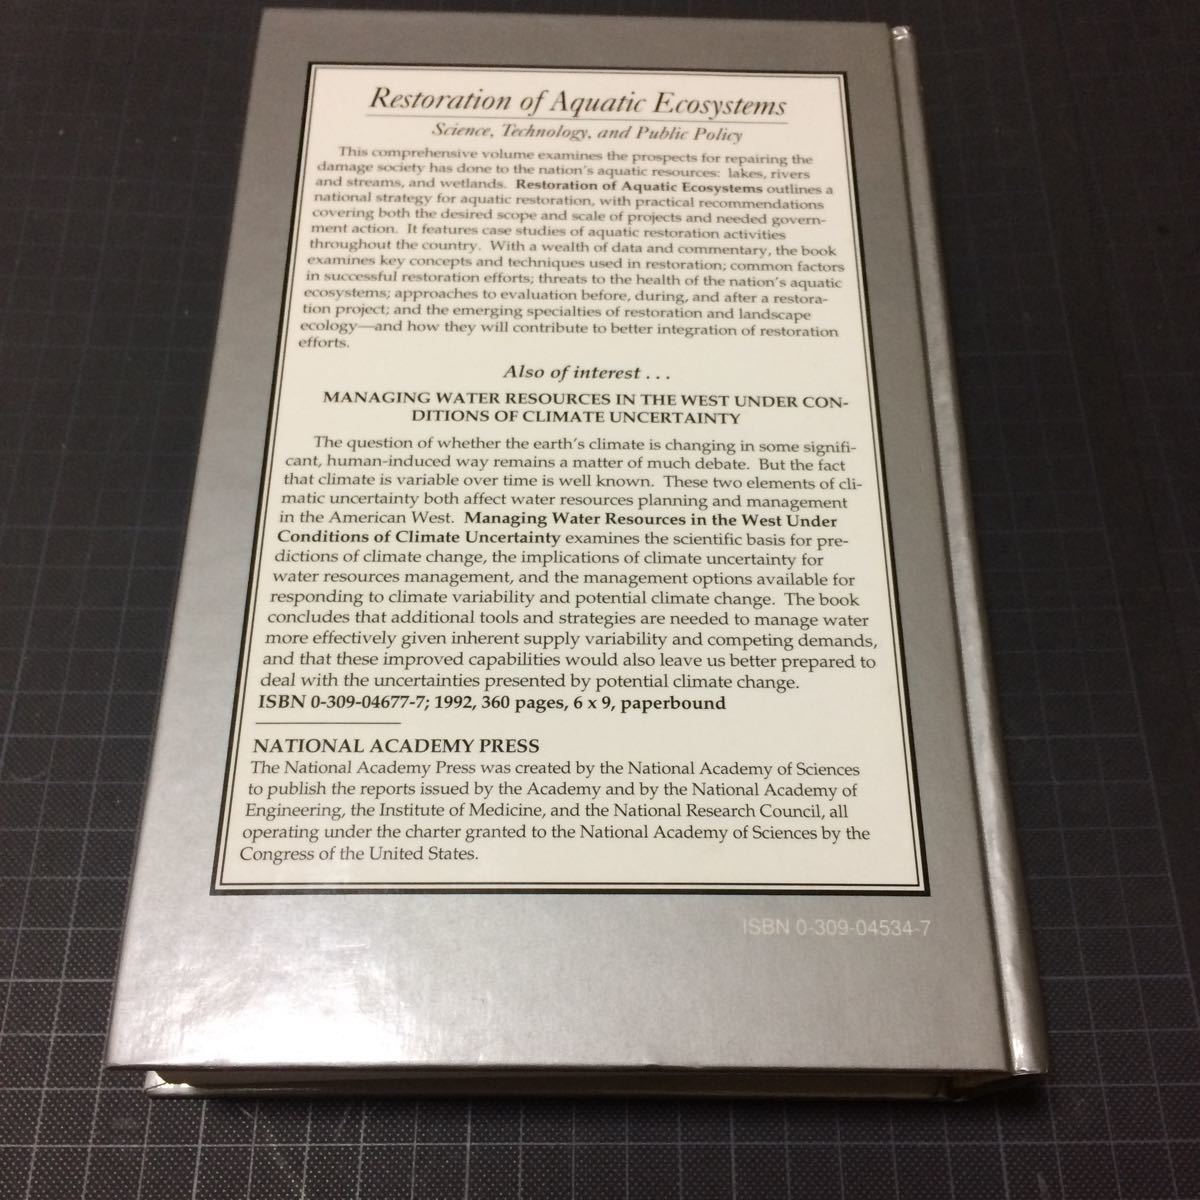 Restoration of Aquatic Ecosystems
Science, Technology, and Public Policy
This comprehensive volume examines the prospects for repairing the
damage society has done to the nation's aquatic resources: lakes, rivers
and streams, and wetlands. Restoration of Aquatic Ecosystems outlines a
national strategy for aquatic restoration, with practical recommendations
covering both the desired scope and scale of projects and needed govern-
ment action. It features case studies of aquatic restoration activities
throughout the country. With a wealth of data and commentary, the book
examines key concepts and techniques used in restoration; common factors
in successful restoration efforts; threats to the health of the nation's aquatic
ecosystems; approaches to evaluation before, during, and after a restora-
tion project; and the emerging specialties of restoration and landscape
ecology—and how they will contribute to better integration of restoration
efforts.
Also of interest . . .
MANAGING WATER RESOURCES IN THE WEST UNDER CON-
DITIONS OF CLIMATE UNCERTAINTY
The question of whether the earth's climate is changing in some signifi-
cant, human-induced way remains a matter of much debate. But the fact
that climate is variable over time is well known. These two elements of cli-
matic uncertainty both affect water resources planning and management
in the American West. Managing Water Resources in the West Under
Conditions of Climate Uncertainty examines the scientific basis for pre-
dictions of climate change, the implications of climate uncertainty for
water resources management, and the management options available for
responding to climate variability and potential climate change. The book
concludes that additional tools and strategies are needed to manage water
more effectively given inherent supply variability and competing demands,
and that these improved capabilities would also leave us better prepared to
deal with the uncertainties presented by potential climate change.
ISBN 0-309-04677-7; 1992, 360 pages, 6 x 9, paperbound
NATIONAL ACADEMY PRESS
The National Academy Press was created by the National Academy of Sciences
to publish the reports issued by the Academy and by the National Academy of
Engineering, the Institute of Medicine, and the National Research Council, all
operating under the charter granted to the National Academy of Sciences by the
Congress of the United States.
ISBN 0-309-04534-7